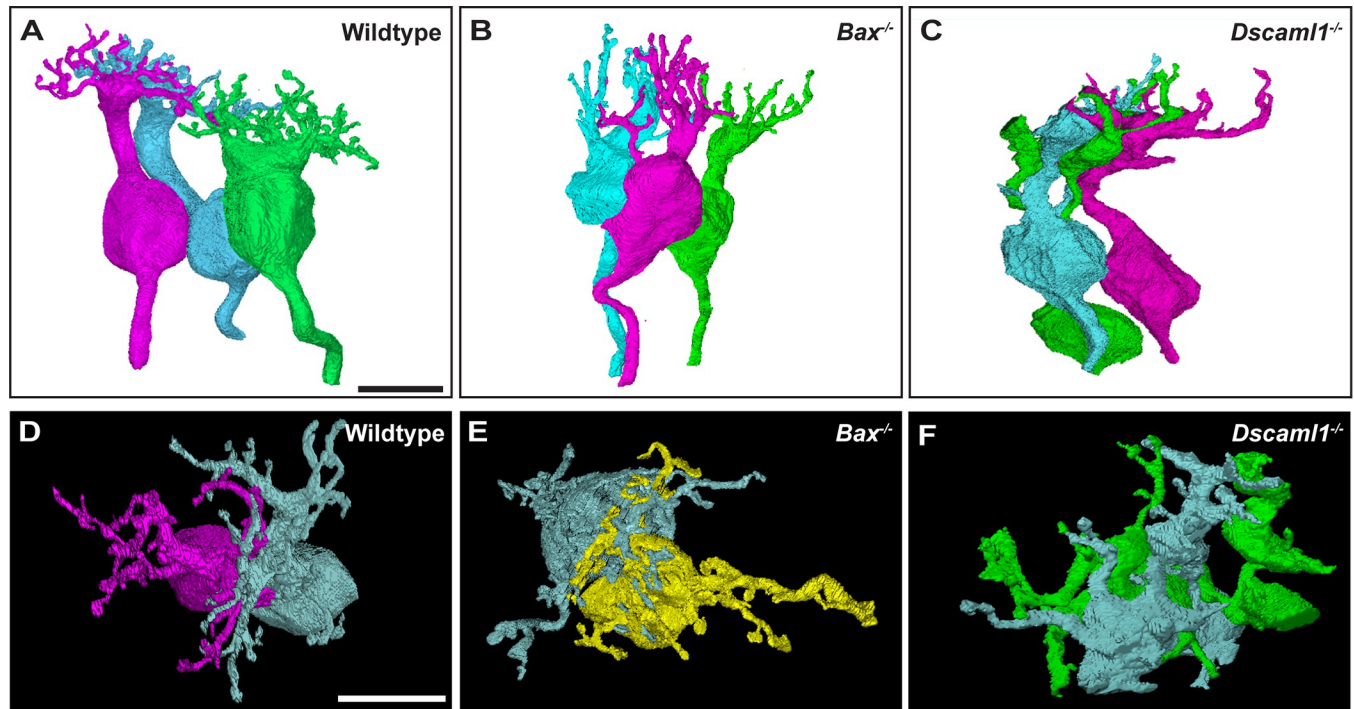 A Wildtype
B Bax-/-
C Dscaml1-/-
D Wildtype
E Bax-/-
F Dscaml1-/-